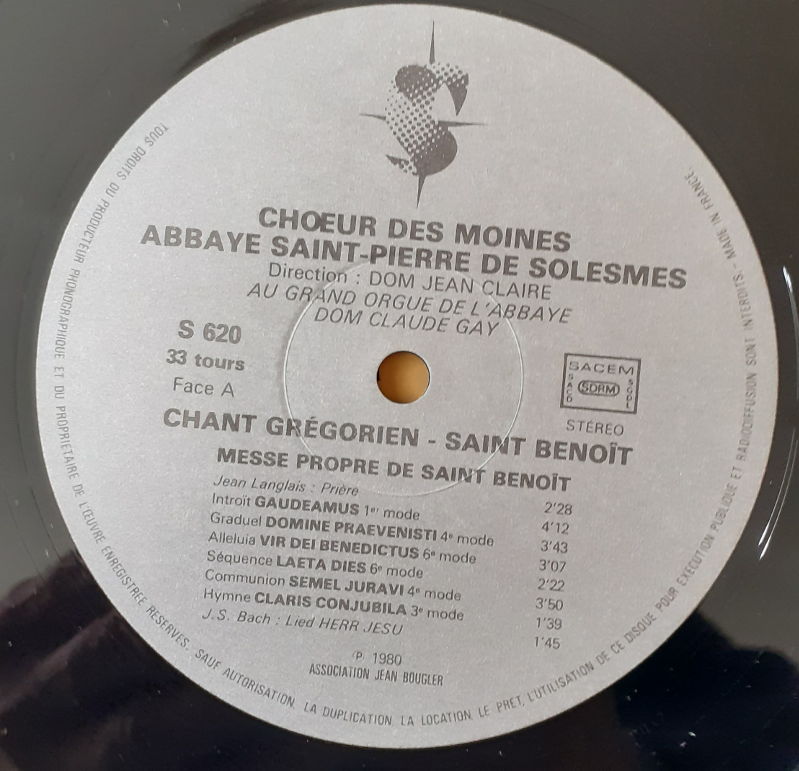 CHŒUR DES MOINES
ABBAYE SAINT-PIERRE DE SOLESMES
Direction : DOM JEAN CLAIRE
AU GRAND ORGUE DE L'ABBAYE
DOM CLAUDE GAY
S 620
33 tours
Face A
SACEM
SACD
SDRM
SGDL
STÉREO
CHANT GRÉGORIEN - SAINT BENOÎT
MESSE PROPRE DE SAINT BENOÎT
Jean Langlais : Prière 2'28
Introït GAUDEAMUS 1er mode 4'12
Graduel DOMINE PRAEVENISTI 4e mode 3'43
Alleluia VIR DEI BENEDICTUS 6e mode 3'07
Séquence LAETA DIES 6e mode 2'22
Communion SEMEL JURAVI 4e mode 3'50
Hymne CLARIS CONJUBILA 3e mode 1'39
J.S. Bach : Lied HERR JESU 1'45
℗ 1980
ASSOCIATION JEAN BOUGLER
TOUS DROITS DU PRODUCTEUR PHONOGRAPHIQUE ET DU PROPRIETAIRE DE L'ŒUVRE ENREGISTREE RESERVES. SAUF AUTORISATION, LA DUPLICATION, LA LOCATION, LE PRET, L'UTILISATION DE CE DISQUE POUR EXECUTION PUBLIQUE ET RADIODIFFUSION SONT INTERDITS.- MADE IN FRANCE.